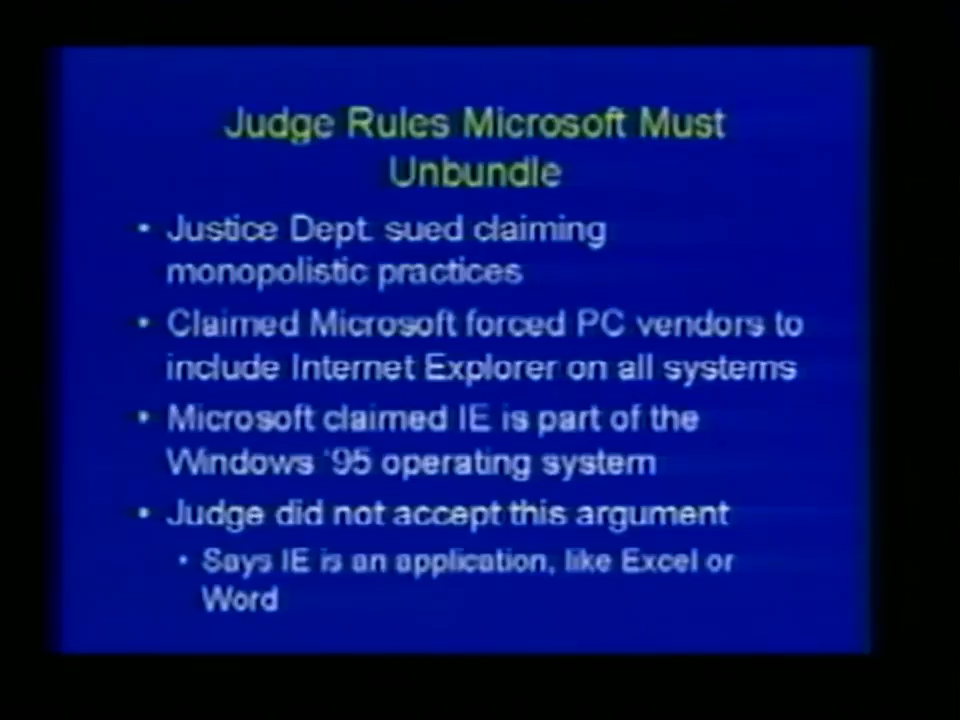 Judge Rules Microsoft Must
Unbundle
• Justice Dept. sued claiming
monopolistic practices
• Claimed Microsoft forced PC vendors to
include Internet Explorer on all systems
• Microsoft claimed IE is part of the
Windows '95 operating system
• Judge did not accept this argument
• Says IE is an application, like Excel or
Word